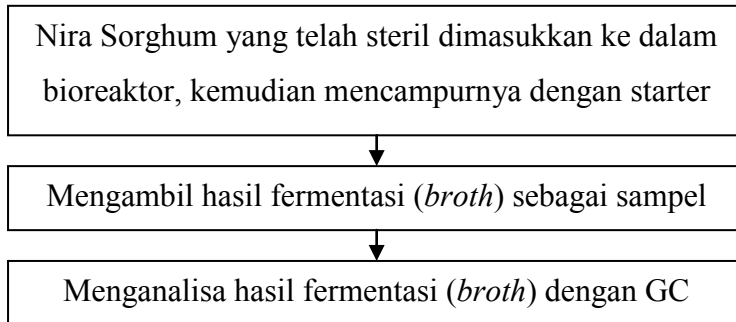 Nira Sorghum yang telah steril dimasukkan ke dalam
bioreaktor, kemudian mencampurnya dengan starter
Mengambil hasil fermentasi (broth) sebagai sampel
Menganalisa hasil fermentasi (broth) dengan GC